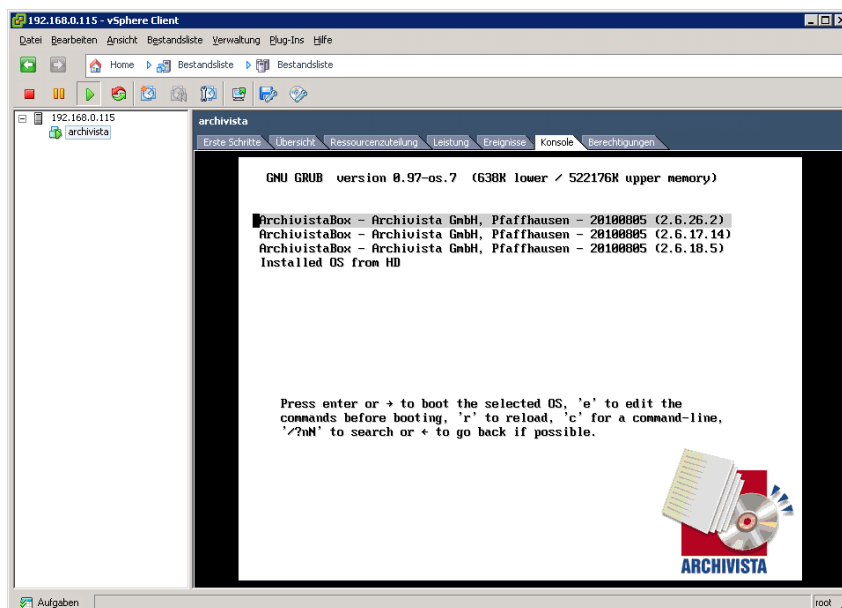 192.168.0.115 - vSphere Client
Datei Bearbeiten Ansicht Bestandsliste Verwaltung Plug-Ins Hilfe
Home Bestandsliste Bestandsliste
192.168.0.115
archivista
archivista
Erste Schritte Übersicht Ressourcenzuteilung Leistung Ereignisse Konsole Berechtigungen
GNU GRUB version 0.97-os.7 (638K lower / 522176K upper memory)
ArchivistaBox - Archivista GmbH, Pfaffhausen - 20100805 (2.6.26.2)
ArchivistaBox - Archivista GmbH, Pfaffhausen - 20100805 (2.6.17.14)
ArchivistaBox - Archivista GmbH, Pfaffhausen - 20100805 (2.6.18.5)
Installed OS from HD
Press enter or → to boot the selected OS, 'e' to edit the
commands before booting, 'r' to reload, 'c' for a command-line,
'/?nN' to search or ← to go back if possible.
ARCHIVISTA
Aufgaben
root